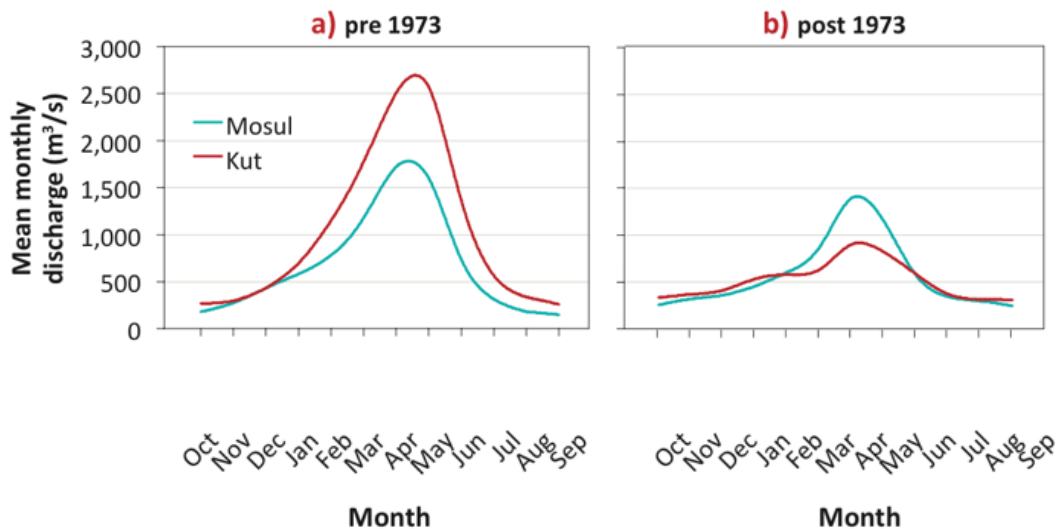 a) pre 1973
b) post 1973
Mean monthly
discharge (m³/s)
3,000
2,500
2,000
1,500
1,000
500
0
Mosul
Kut
Oct Nov Dec Jan Feb Mar Apr May Jun Jul Aug Sep
Oct Nov Dec Jan Feb Mar Apr May Jun Jul Aug Sep
Month
Month